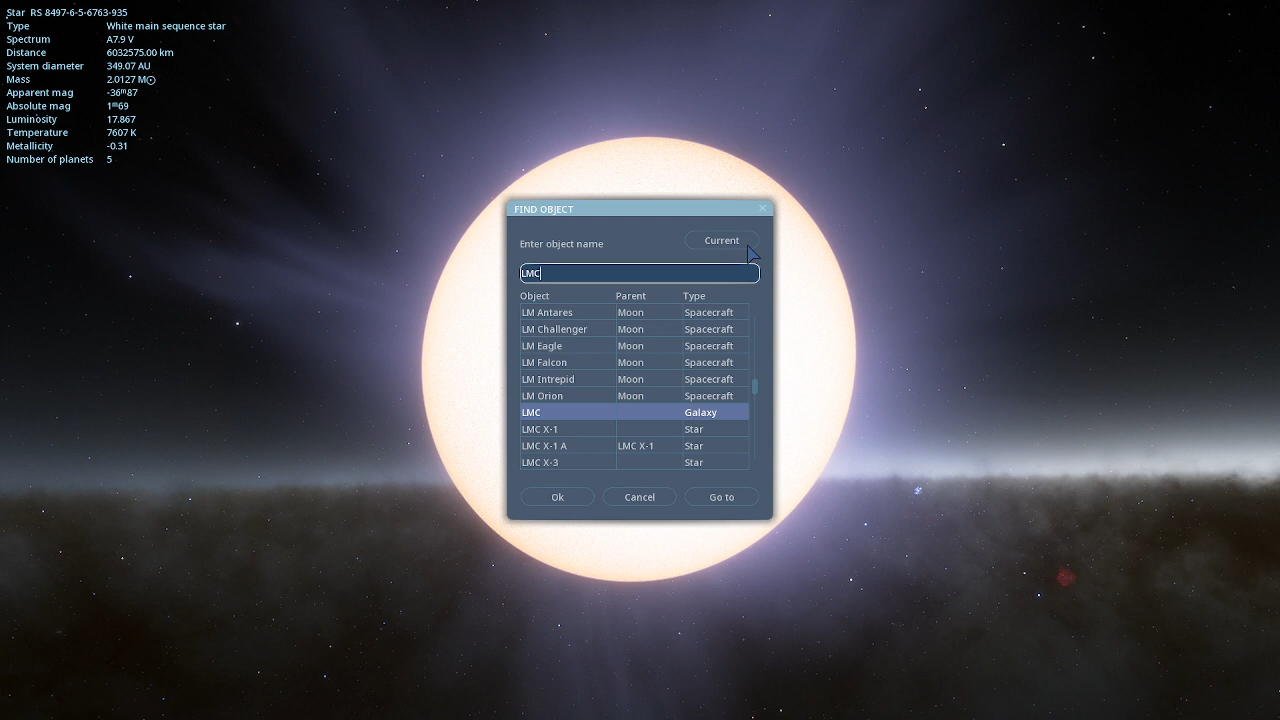 Star RS 8497-6-5-6763-935
Type White main sequence star
Spectrum A7.9 V
Distance 6032575.00 km
System diameter 349.07 AU
Mass 2.0127 M☉
Apparent mag -36ᵐ87
Absolute mag 1ᵐ69
Luminosity 17.867
Temperature 7607 K
Metallicity -0.31
Number of planets 5
FIND OBJECT
Enter object name Current
LMC
Object Parent Type
LM Antares Moon Spacecraft
LM Challenger Moon Spacecraft
LM Eagle Moon Spacecraft
LM Falcon Moon Spacecraft
LM Intrepid Moon Spacecraft
LM Orion Moon Spacecraft
LMC Galaxy
LMC X-1 Star
LMC X-1 A LMC X-1 Star
LMC X-3 Star
Ok Cancel Go to